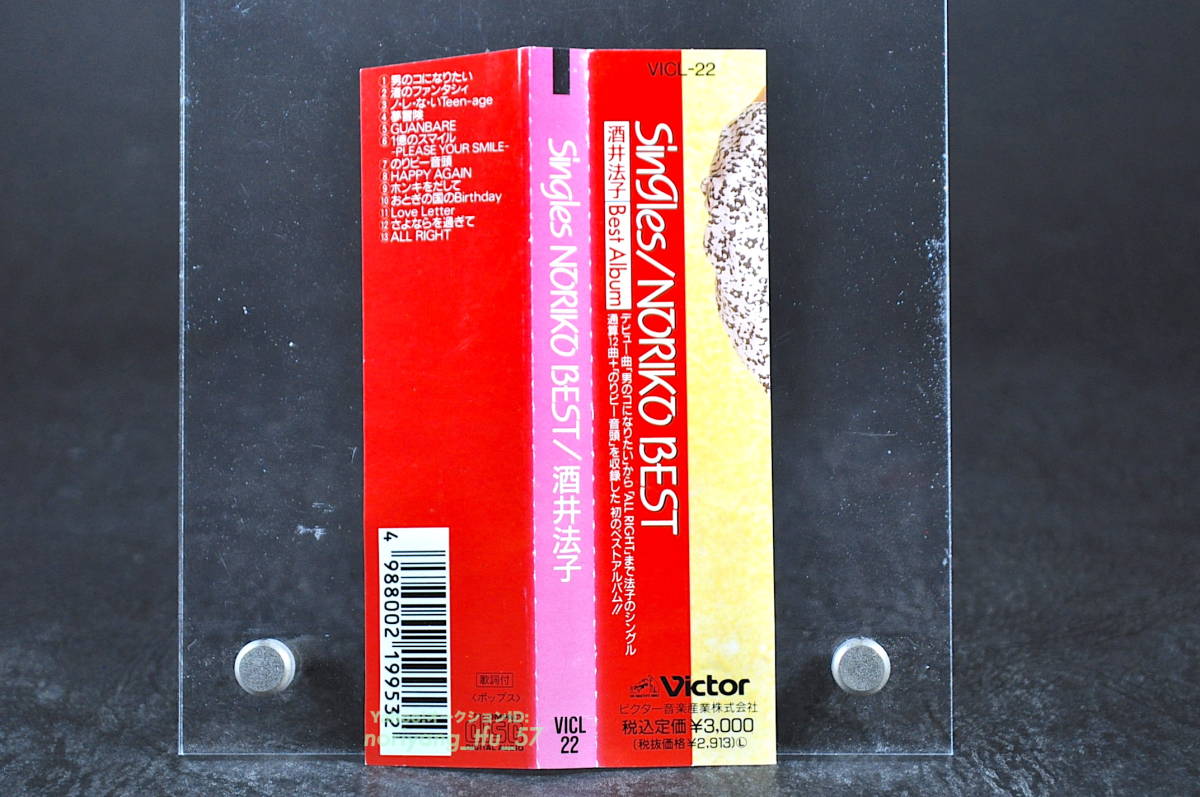 ① 男のコになりたい
② 渚のファンタシィ
③ ノ・レ・な・いTeen-age
④ 夢冒険
⑤ GUANBARE
⑥ 1億のスマイル
-PLEASE YOUR SMILE-
⑦ のりピー音頭
⑧ HAPPY AGAIN
⑨ ホンキをだして
⑩ おとぎの国のBirthday
⑪ Love Letter
⑫ さよならを過ぎて
⑬ ALL RIGHT
4 988002 199532
歌詞付
〈ポップス〉
Singles NORIKO BEST/酒井法子
VICL
22
VICL-22
Singles/NORIKO BEST
酒井法子 Best Album
デビュー曲「男のコになりたい」から「ALL RIGHT」まで法子のシングル
通算12曲+「のりピー音頭」を収録した初のベストアルバム!!
Victor
ビクター音楽産業株式会社
税込定価¥3,000
(税抜価格¥2,913)Ⓛ